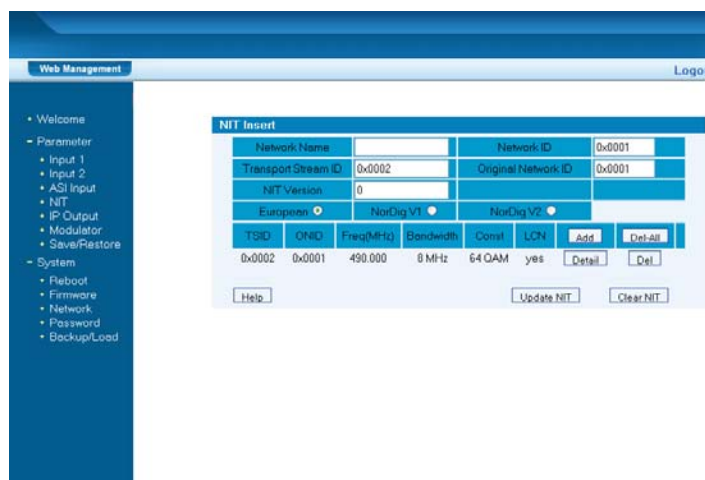 Web Management
Logo
• Welcome
- Parameter
• Input 1
• Input 2
• ASI Input
• NIT
• IP Output
• Modulator
• Save/Restore
- System
• Reboot
• Firmware
• Network
• Password
• Backup/Load
NIT Insert
Network Name Network ID 0x0001
Transport Stream ID 0x0002 Original Network ID 0x0001
NIT Version 0
European NorDig V1 NorDig V2
TSID ONID Freq(MHz) Bandwidth Const LCN Add Del-All
0x0002 0x0001 490.000 8 MHz 64 QAM yes Detail Del
Help Update NIT Clear NIT